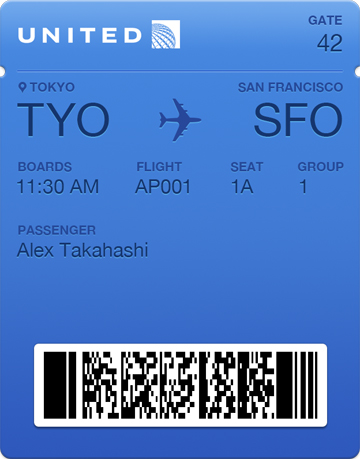 UNITED
GATE
42
TOKYO SAN FRANCISCO
TYO SFO
BOARDS FLIGHT SEAT GROUP
11:30 AM AP001 1A 1
PASSENGER
Alex Takahashi